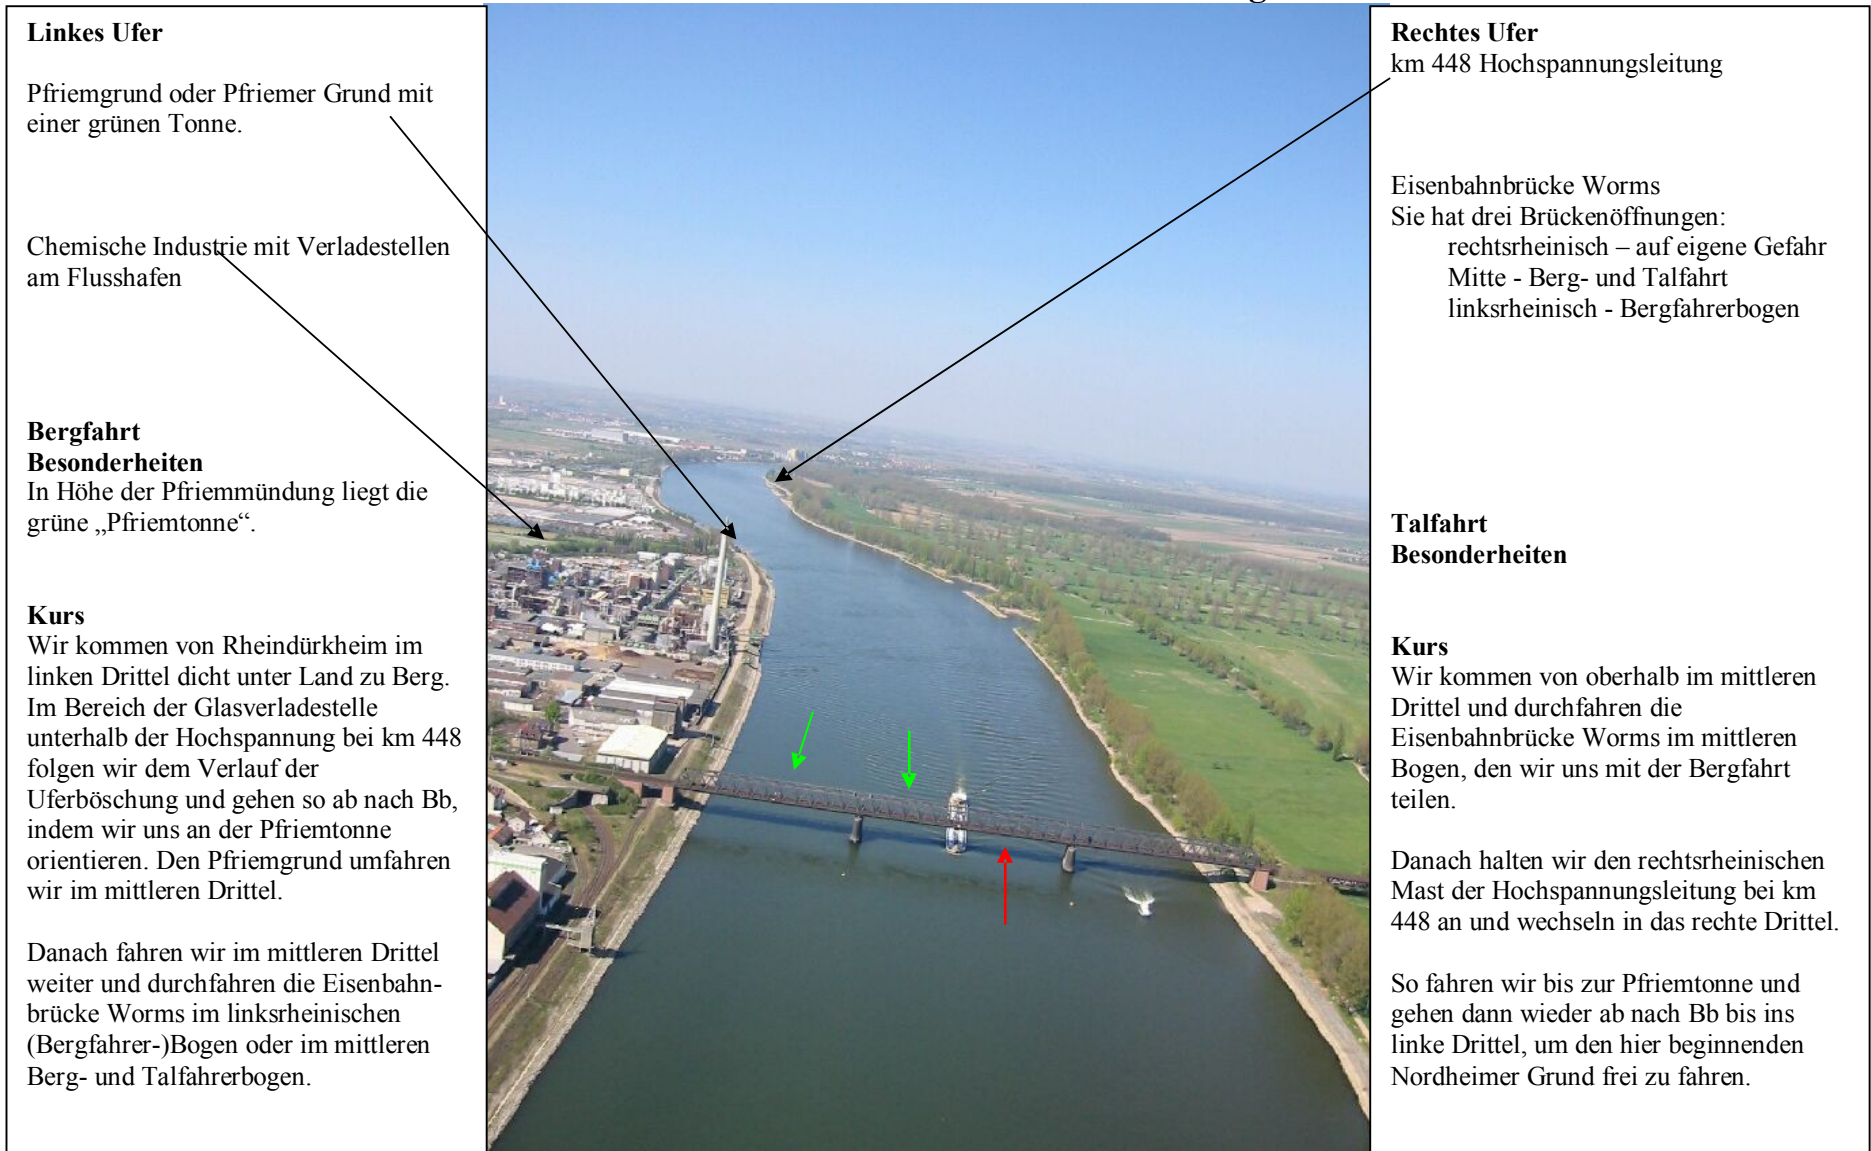 Linkes Ufer
Pfriemgrund oder Pfriemer Grund mit
einer grünen Tonne.
Chemische Industrie mit Verladestellen
am Flusshafen
Bergfahrt
Besonderheiten
In Höhe der Pfriemmündung liegt die
grüne „Pfriemtonne“.
Kurs
Wir kommen von Rheindürkheim im
linken Drittel dicht unter Land zu Berg.
Im Bereich der Glasverladestelle
unterhalb der Hochspannung bei km 448
folgen wir dem Verlauf der
Uferböschung und gehen so ab nach Bb,
indem wir uns an der Pfriemtonne
orientieren. Den Pfriemgrund umfahren
wir im mittleren Drittel.
Danach fahren wir im mittleren Drittel
weiter und durchfahren die Eisenbahn-
brücke Worms im linksrheinischen
(Bergfahrer-)Bogen oder im mittleren
Berg- und Talfahrerbogen.
Rechtes Ufer
km 448 Hochspannungsleitung
Eisenbahnbrücke Worms
Sie hat drei Brückenöffnungen:
rechtsrheinisch – auf eigene Gefahr
Mitte - Berg- und Talfahrt
linksrheinisch - Bergfahrerbogen
Talfahrt
Besonderheiten
Kurs
Wir kommen von oberhalb im mittleren
Drittel und durchfahren die
Eisenbahnbrücke Worms im mittleren
Bogen, den wir uns mit der Bergfahrt
teilen.
Danach halten wir den rechtsrheinischen
Mast der Hochspannungsleitung bei km
448 an und wechseln in das rechte Drittel.
So fahren wir bis zur Pfriemtonne und
gehen dann wieder ab nach Bb bis ins
linke Drittel, um den hier beginnenden
Nordheimer Grund frei zu fahren.